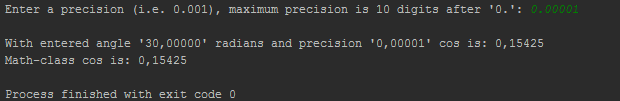 Enter a precision (i.e. 0.001), maximum precision is 10 digits after '0.': 0.00001
With entered angle '30,00000' radians and precision '0,00001' cos is: 0,15425
Math-class cos is: 0,15425
Process finished with exit code 0